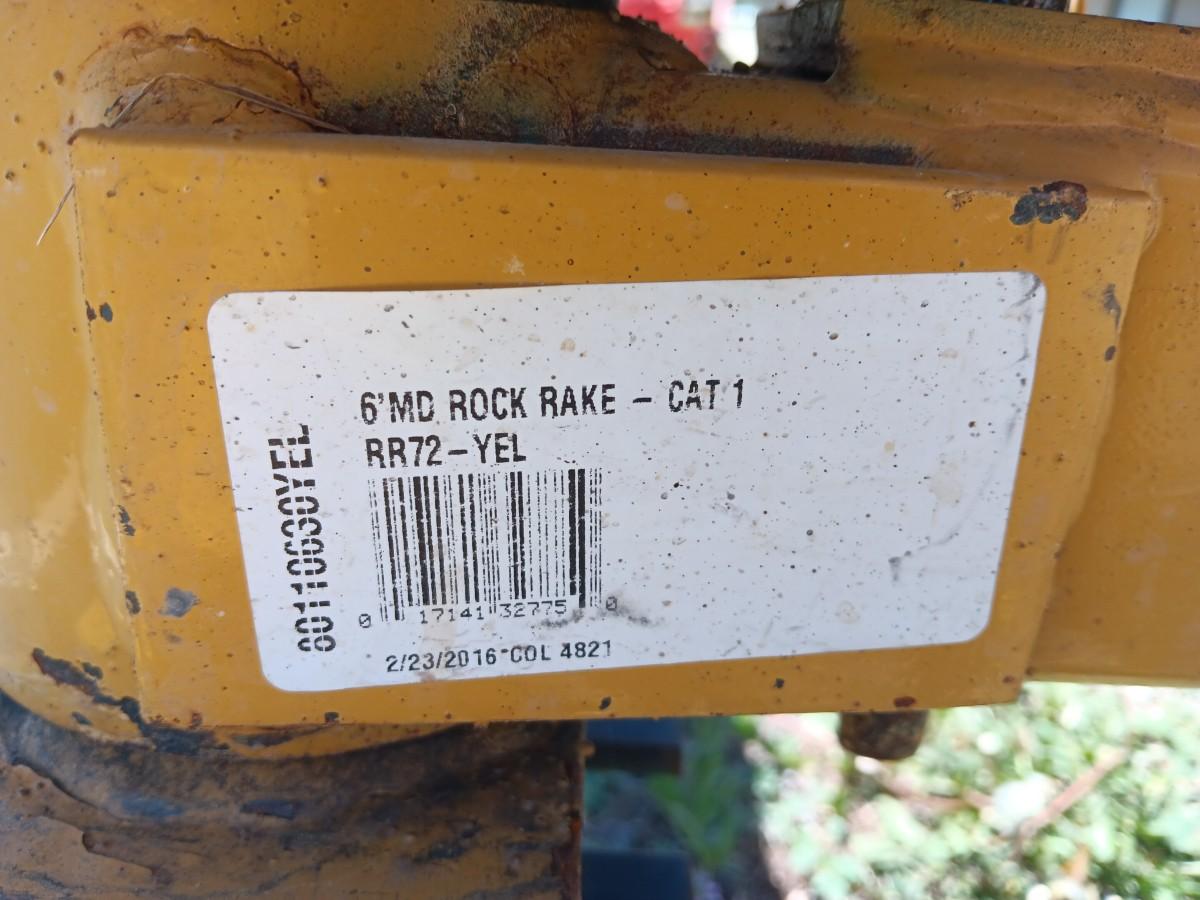 6'MD ROCK RAKE - CAT 1
RR72-YEL
0 17141 32775 0
2/23/2016 COL 4821